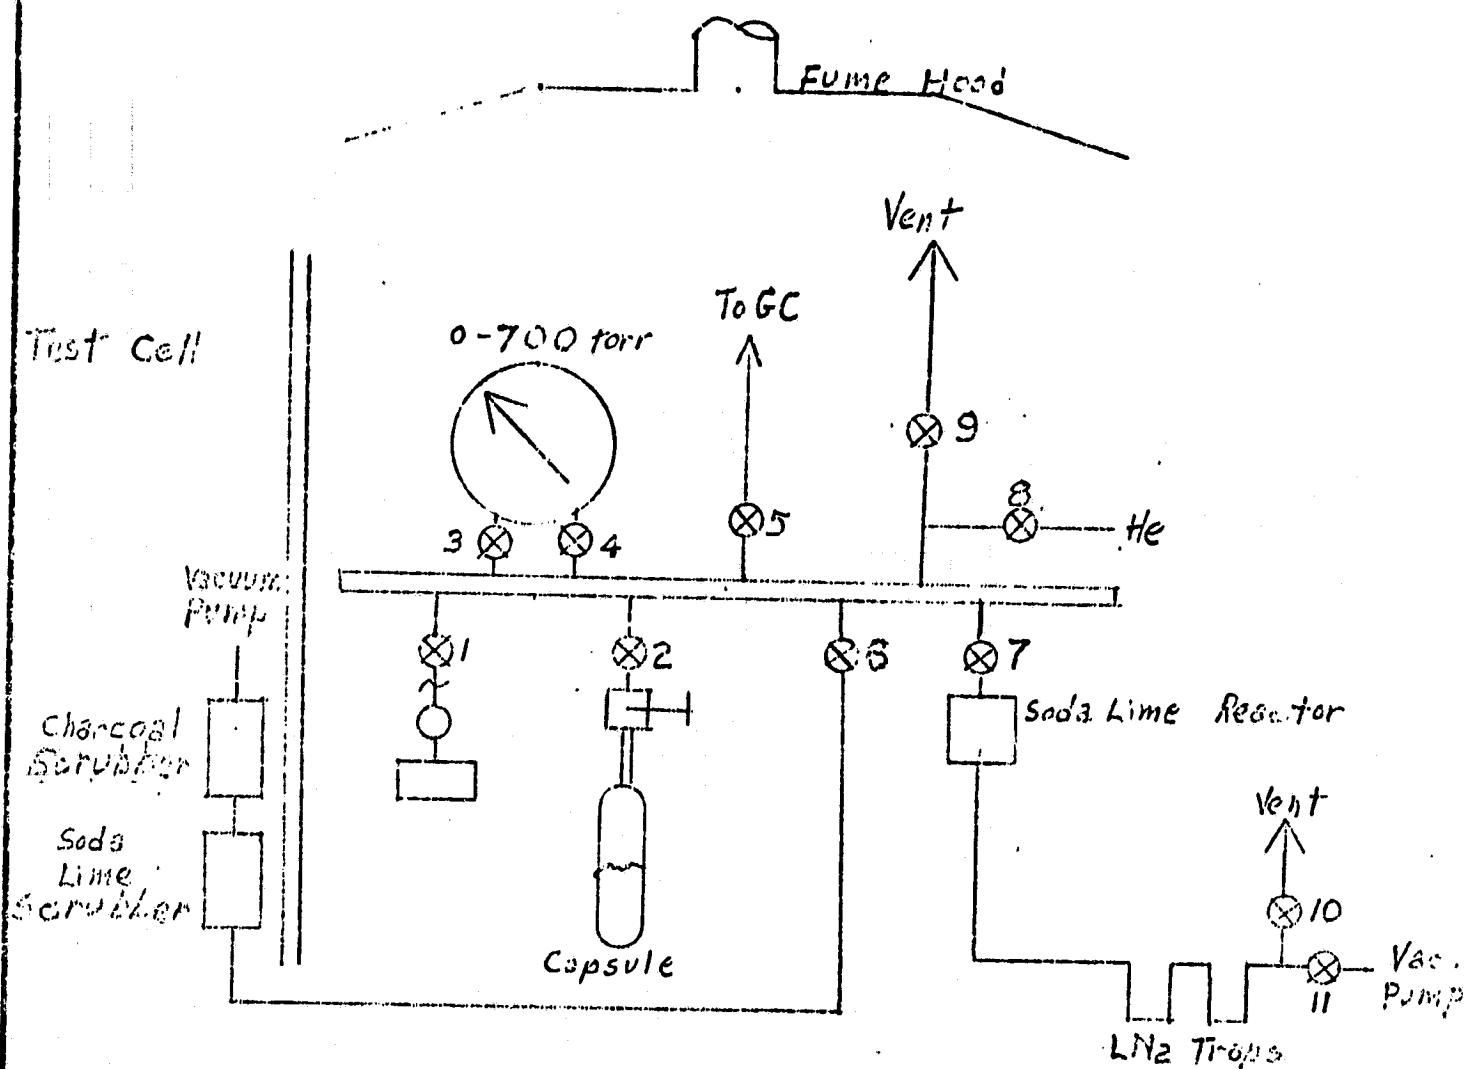 Fume Hood
Vent
To GC
0-700 torr
Test Cell
9
8
He
5
3
4
Vacuum
Pump
1
2
6
7
Soda Lime Reactor
Charcoal
Scrubber
Vent
Soda
Lime
Scrubber
10
Capsule
Vac.
Pump
11
LN2 Traps